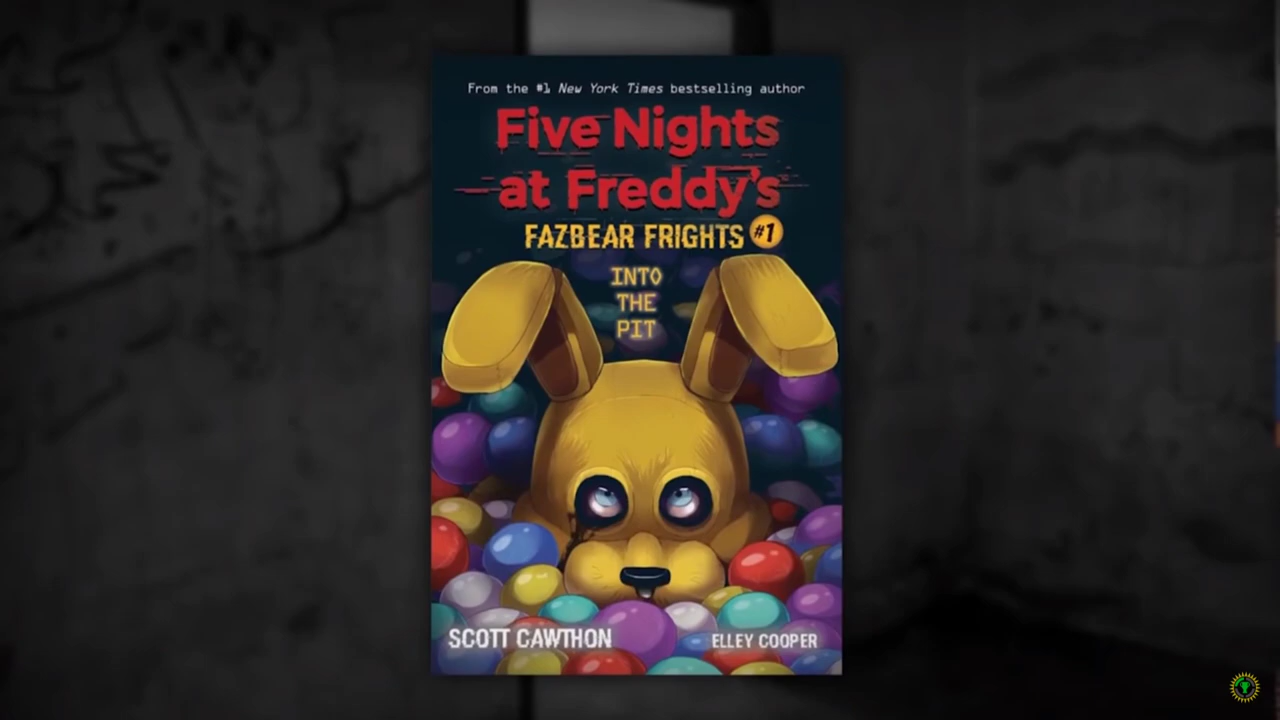 From the #1 New York Times bestselling author
Five Nights
at Freddy's
FAZBEAR FRIGHTS #1
INTO
THE
PIT
SCOTT CAWTHON
ELLEY COOPER